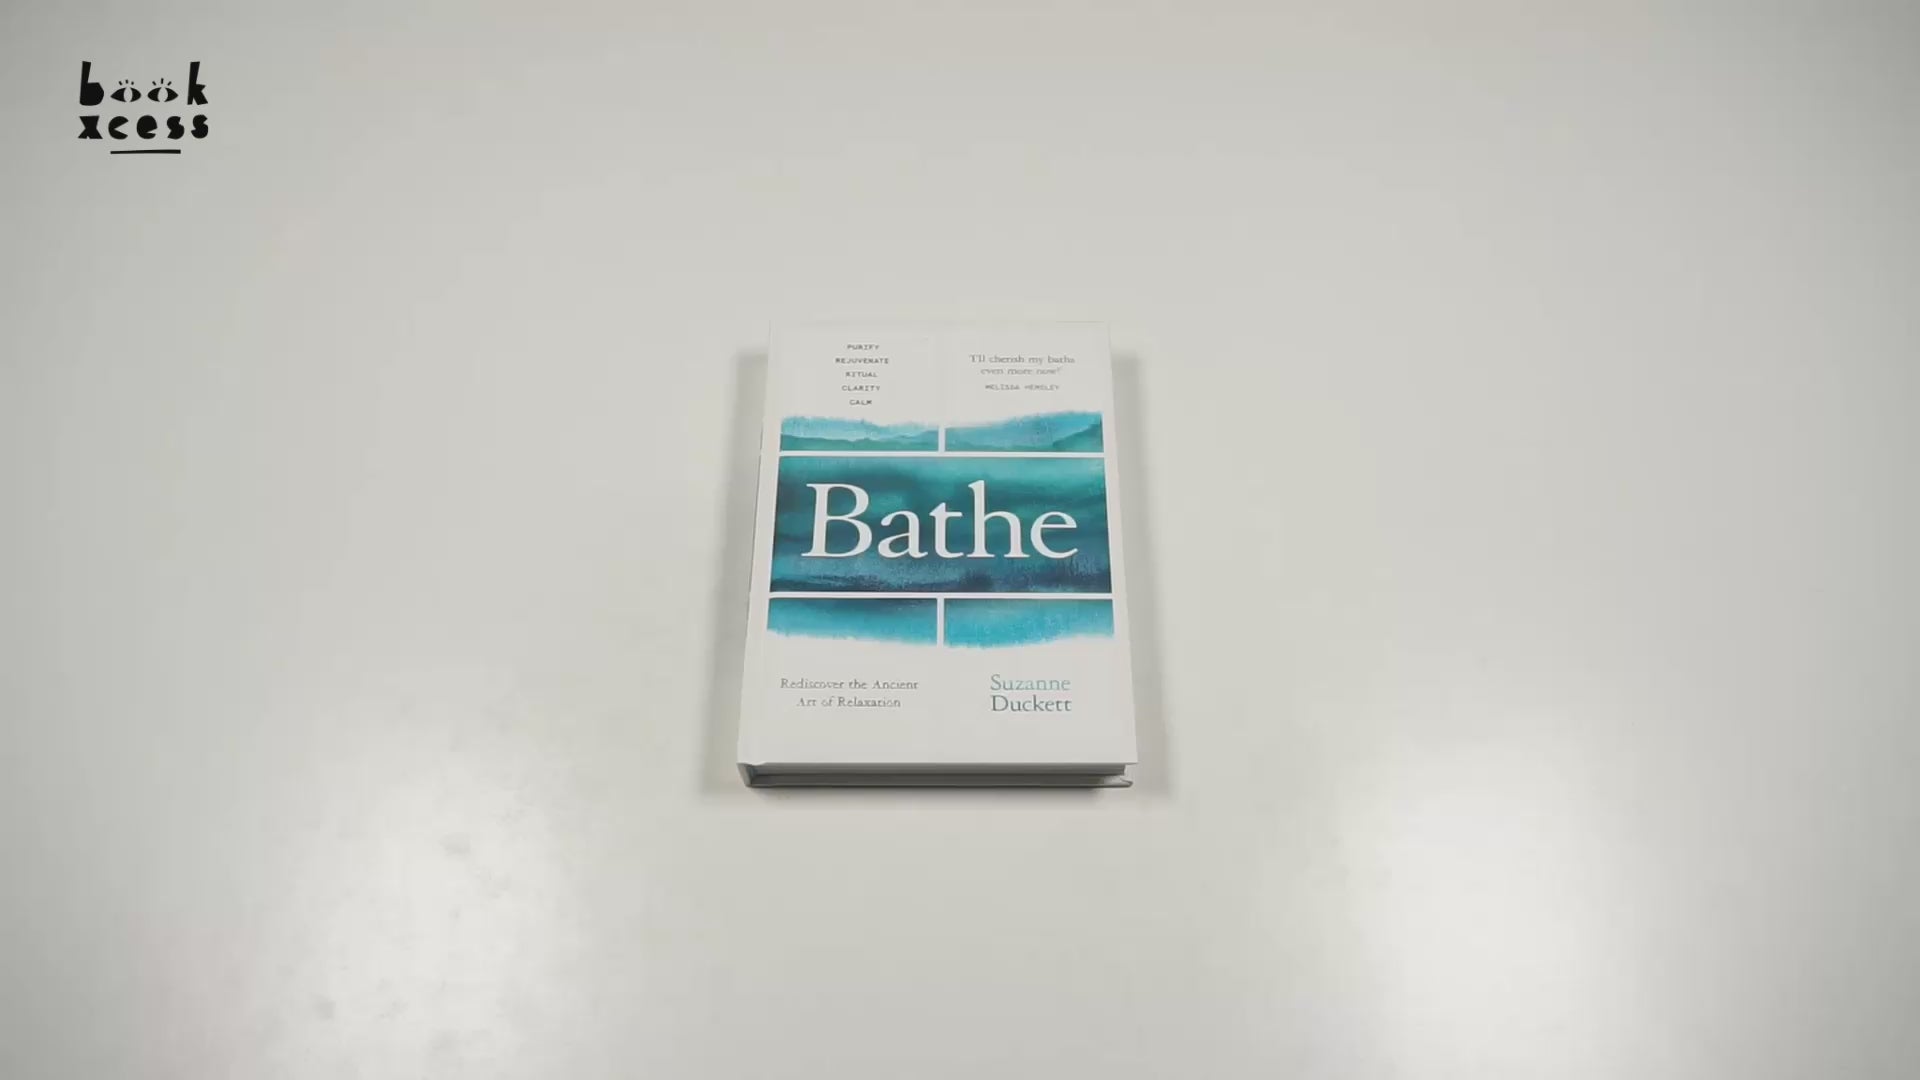 book
xcess
PURIFY
REJUVENATE
RITUAL
CLARITY
CALM
'I'll cherish my baths
even more now!'
MELISSA HEMSLEY
Bathe
Rediscover the Ancient
Art of Relaxation
Suzanne
Duckett